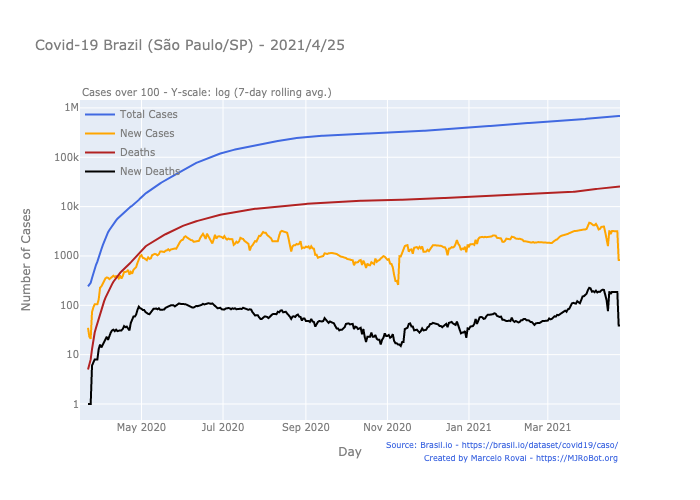 Covid-19 Brazil (São Paulo/SP) - 2021/4/25
Cases over 100 - Y-scale: log (7-day rolling avg.)
1M
100k
10k
1000
100
10
1
Number of Cases
Total Cases
New Cases
Deaths
New Deaths
May 2020
Jul 2020
Sep 2020
Nov 2020
Jan 2021
Mar 2021
Day
Source: Brasil.io - https://brasil.io/dataset/covid19/caso/
Created by Marcelo Rovai - https://MJRoBot.org